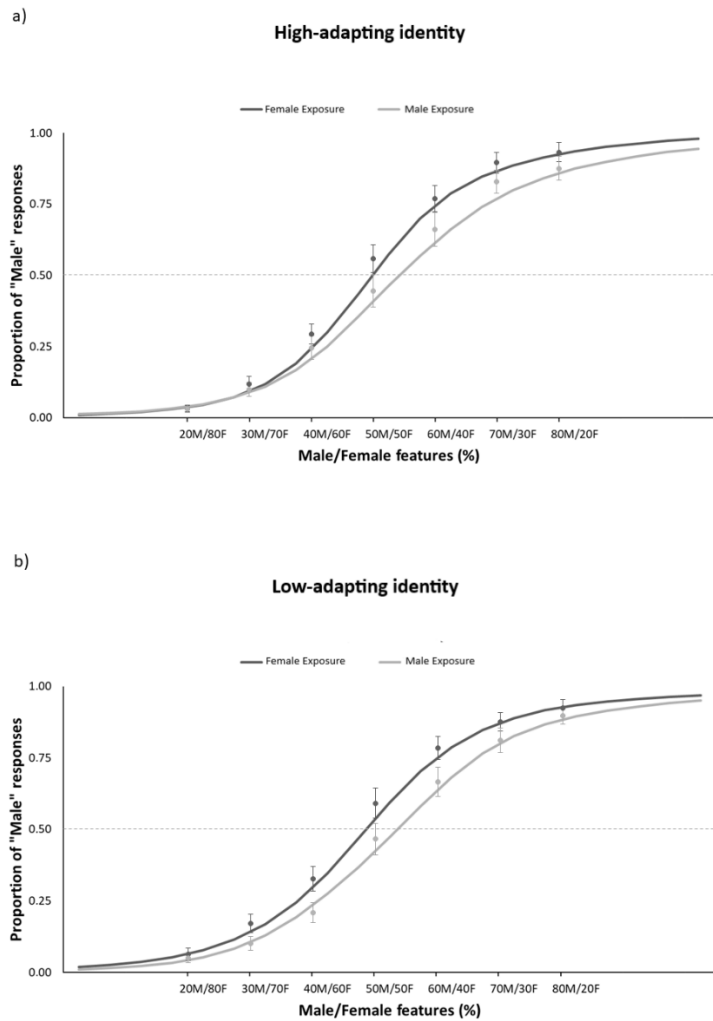 a)
High-adapting identity
Female Exposure Male Exposure
Proportion of "Male" responses
1.00
0.75
0.50
0.25
0.00
20M/80F 30M/70F 40M/60F 50M/50F 60M/40F 70M/30F 80M/20F
Male/Female features (%)
b)
Low-adapting identity
Female Exposure Male Exposure
Proportion of "Male" responses
1.00
0.75
0.50
0.25
0.00
20M/80F 30M/70F 40M/60F 50M/50F 60M/40F 70M/30F 80M/20F
Male/Female features (%)